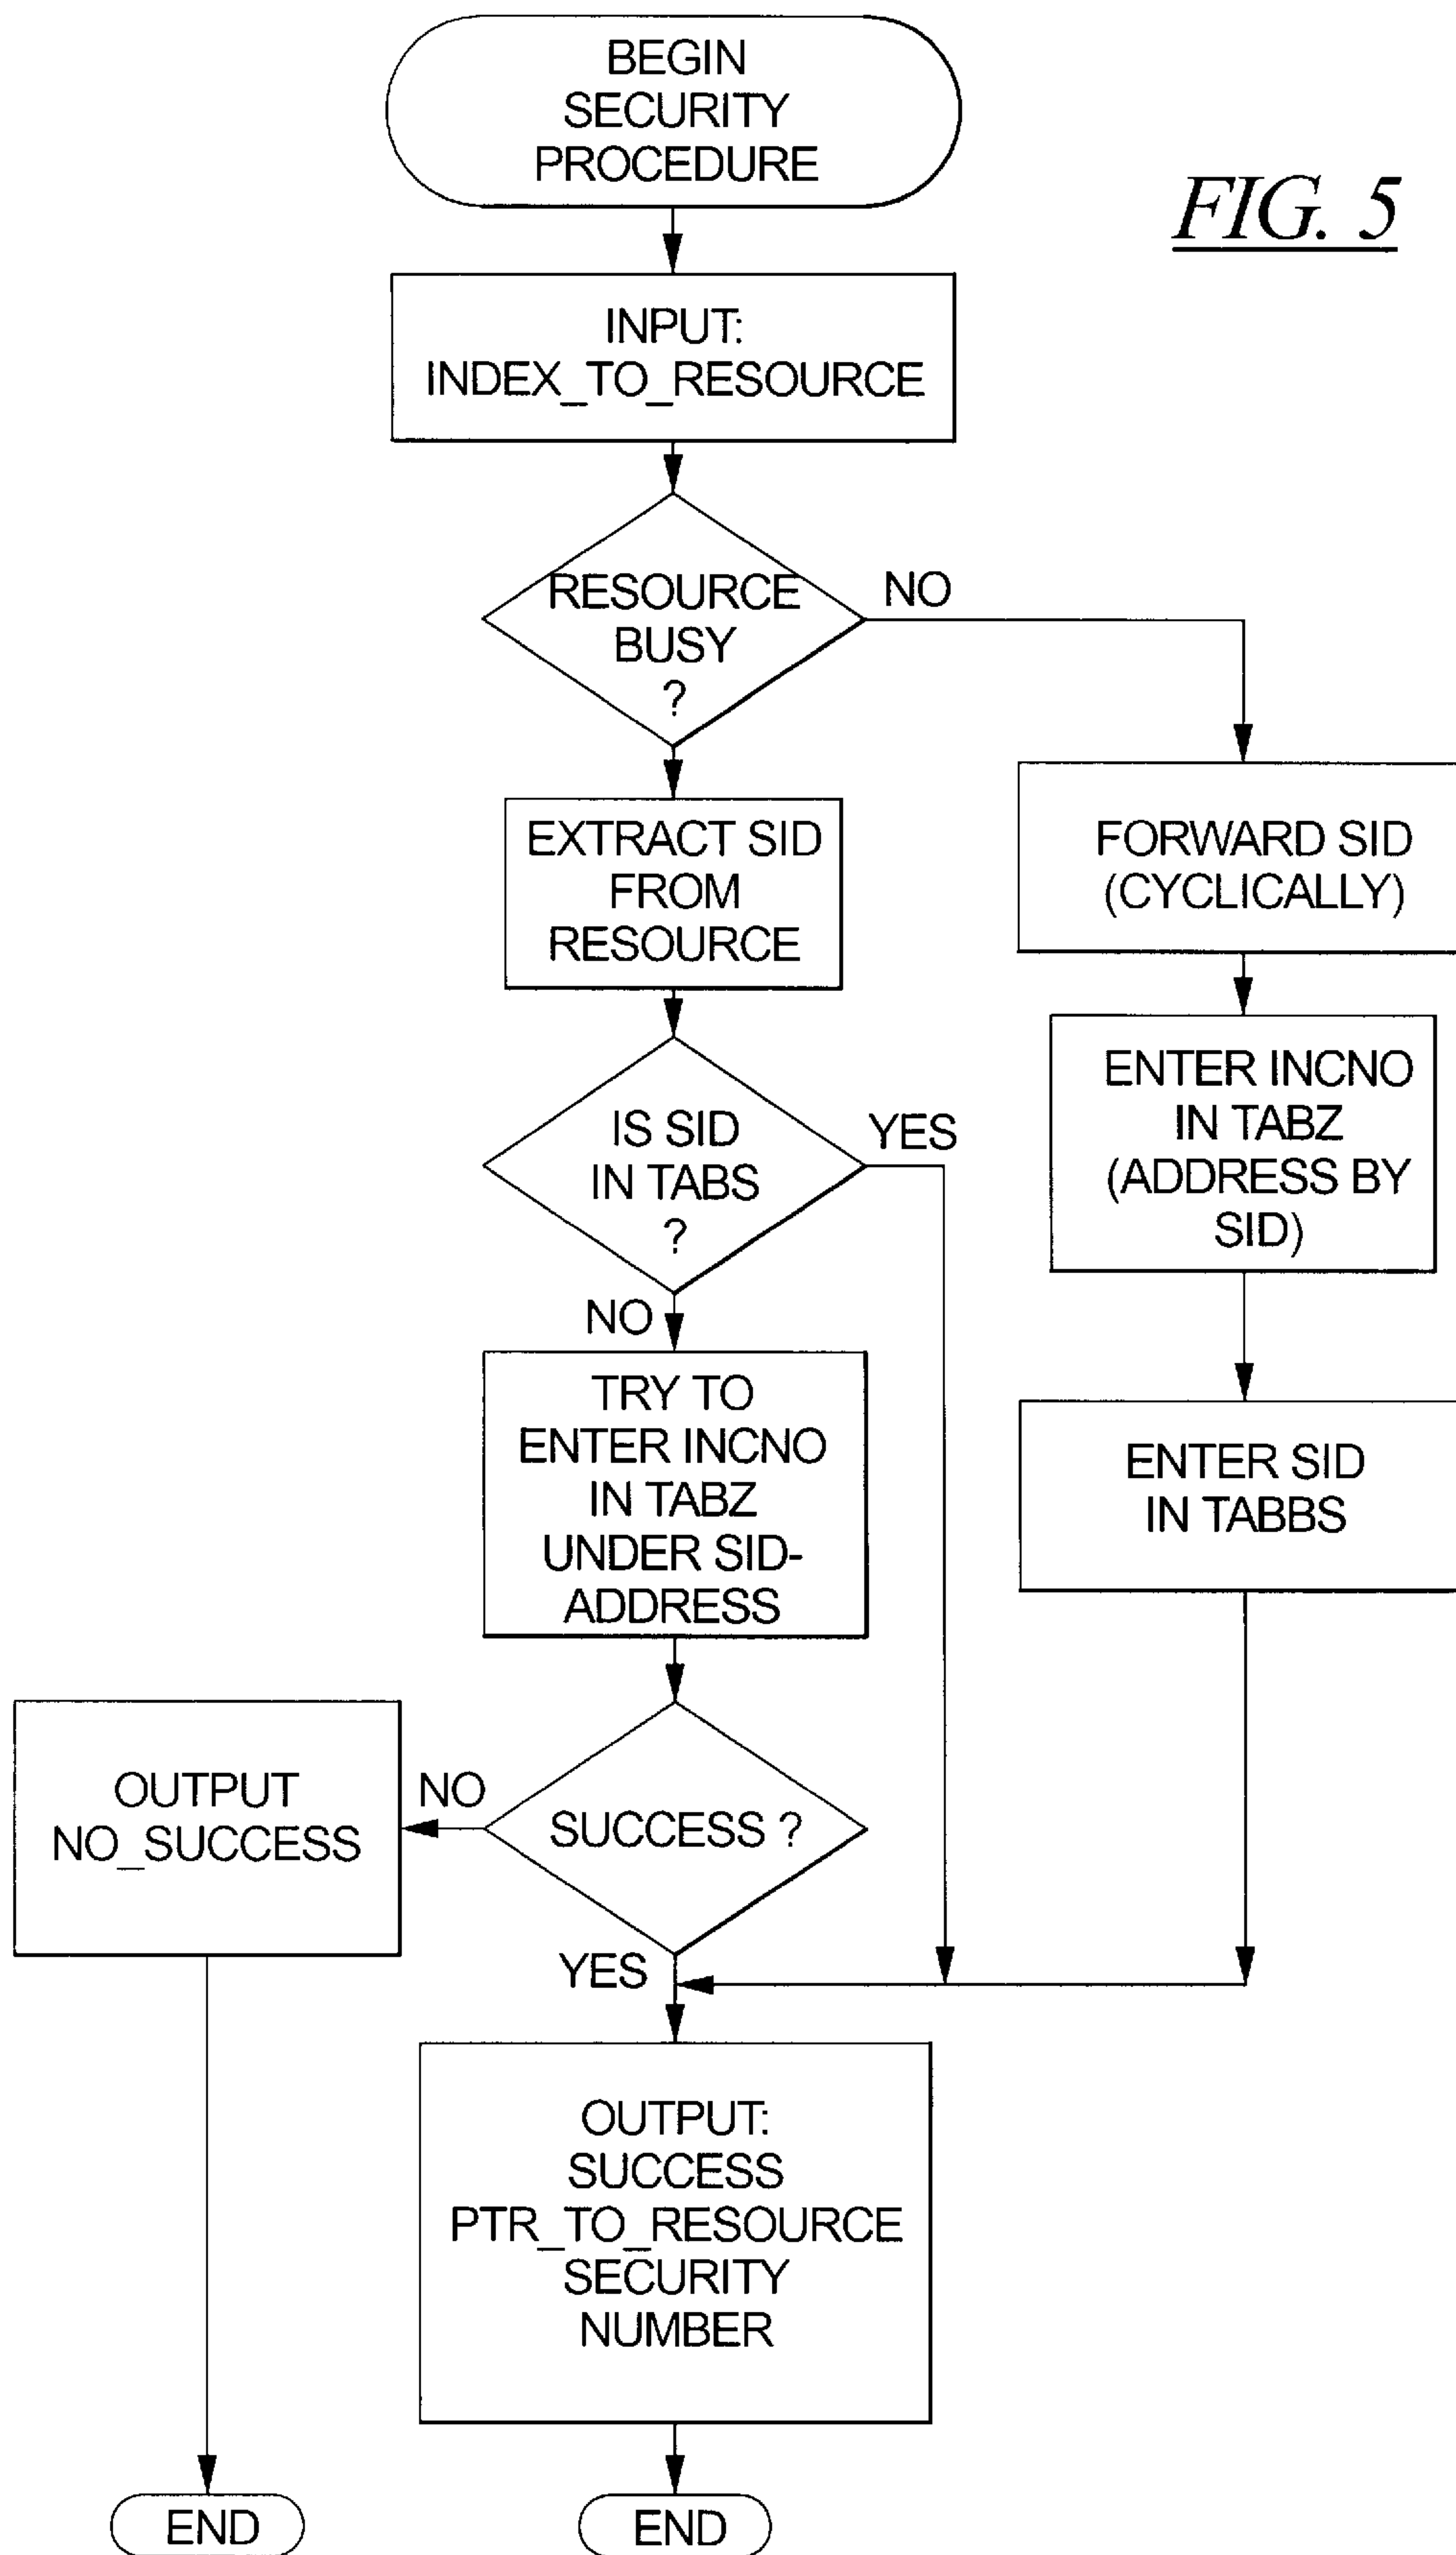 BEGIN
SECURITY
PROCEDURE
FIG. 5
INPUT:
INDEX_TO_RESOURCE
RESOURCE
BUSY
?
NO
EXTRACT SID
FROM
RESOURCE
FORWARD SID
(CYCLICALLY)
IS SID
IN TABS
?
YES
NO
ENTER INCNO
IN TABZ
(ADDRESS BY
SID)
TRY TO
ENTER INCNO
IN TABZ
UNDER SID-
ADDRESS
ENTER SID
IN TABBS
SUCCESS ?
NO
YES
OUTPUT
NO_SUCCESS
OUTPUT:
SUCCESS
PTR_TO_RESOURCE
SECURITY
NUMBER
END
END